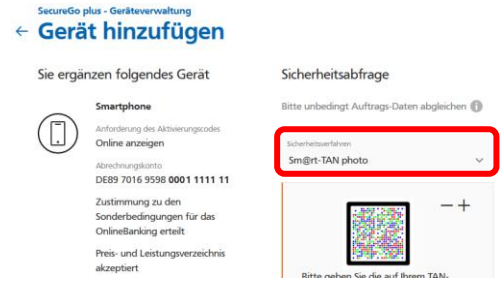 SecureGo plus - Geräteverwaltung
← Gerät hinzufügen
Sie ergänzen folgendes Gerät
Smartphone
Anforderung des Aktivierungscodes
Online anzeigen
Abrechnungskonto
DE89 7016 9598 0001 1111 11
Zustimmung zu den
Sonderbedingungen für das
OnlineBanking erteilt
Preis- und Leistungsverzeichnis
akzeptiert
Sicherheitsabfrage
Bitte unbedingt Auftrags-Daten abgleichen
Sicherheitsverfahren
Sm@rt-TAN photo
Bitte geben Sie die auf Ihrem TAN-